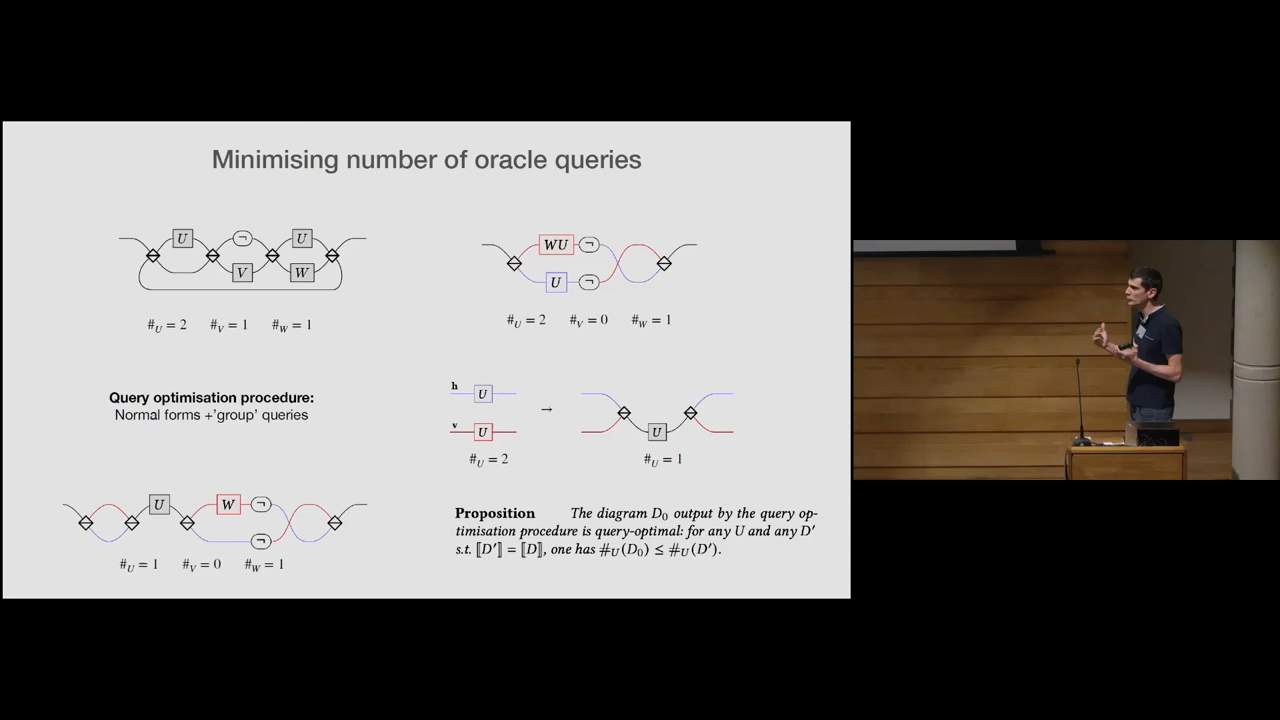 Minimising number of oracle queries
U ¬ U
V W
#U = 2 #V = 1 #W = 1
WU ¬
U ¬
#U = 2 #V = 0 #W = 1
Query optimisation procedure:
Normal forms +'group' queries
h U
→
v U U
#U = 2 #U = 1
U W ¬
¬
#U = 1 #V = 0 #W = 1
Proposition The diagram D₀ output by the query op-
timisation procedure is query-optimal: for any U and any D′
s.t. ⟦D′⟧ = ⟦D⟧, one has #U(D₀) ≤ #U(D′).